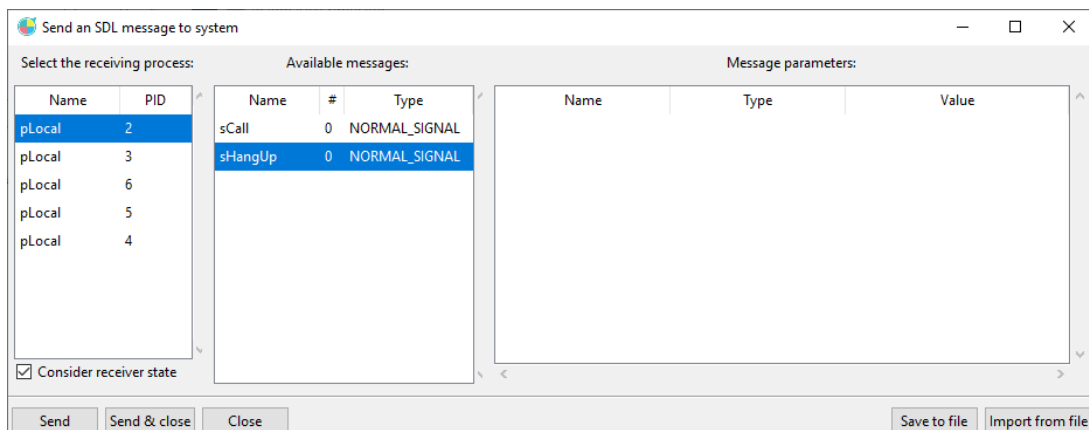 Send an SDL message to system
Select the receiving process: Available messages: Message parameters:
Name PID Name # Type Name Type Value
pLocal 2 sCall 0 NORMAL_SIGNAL
pLocal 3 sHangUp 0 NORMAL_SIGNAL
pLocal 6
pLocal 5
pLocal 4
Consider receiver state
Send Send & close Close Save to file Import from file